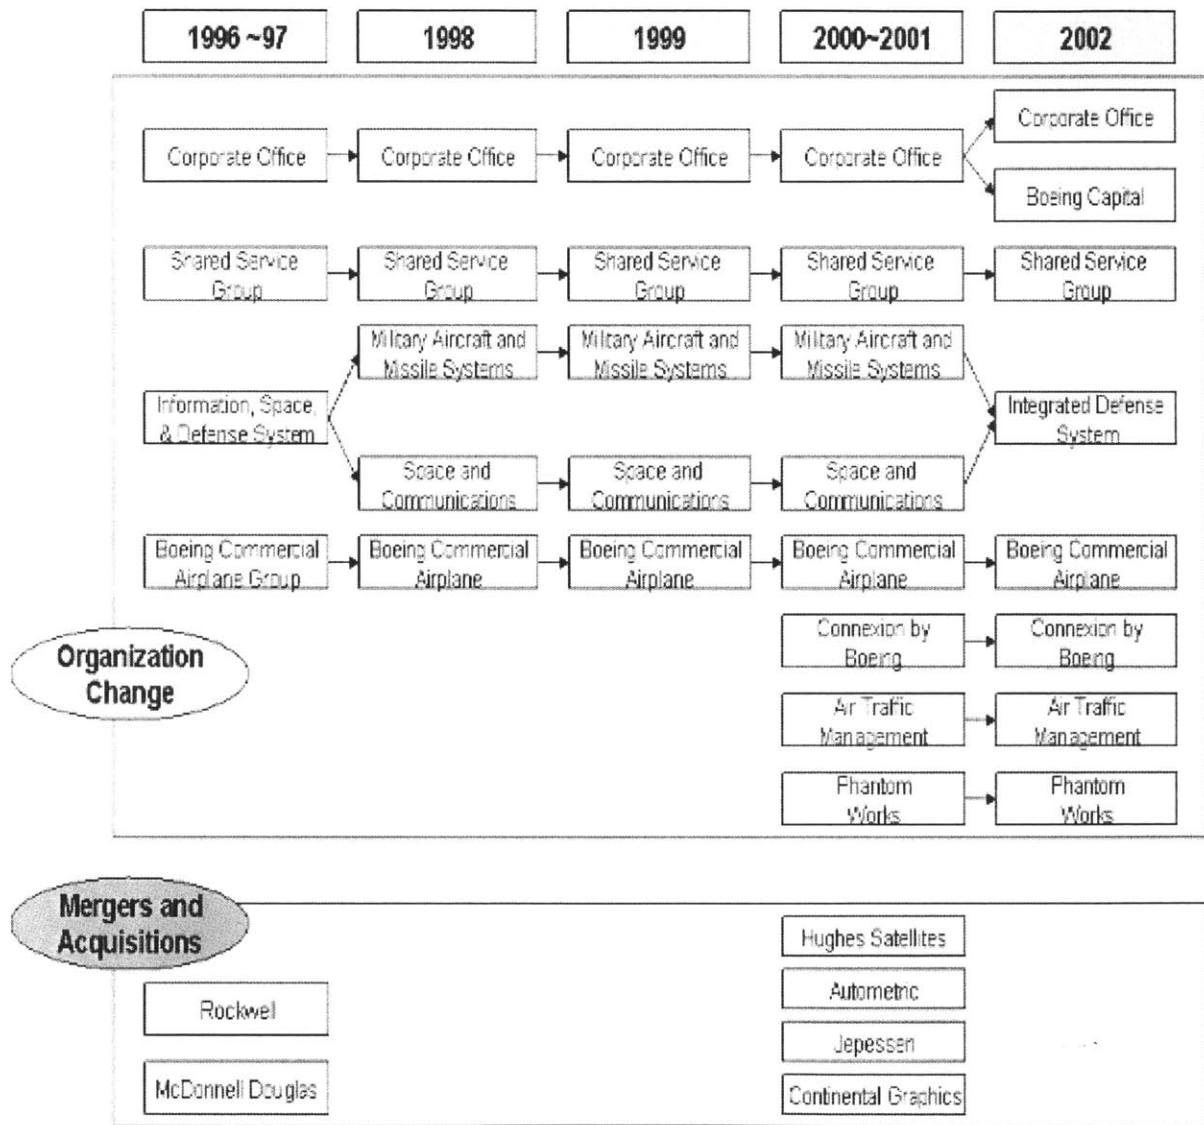 1996 ~97
1998
1999
2000~2001
2002
Corporate Office
Corporate Office
Corporate Office
Corporate Office
Corporate Office
Boeing Capital
Shared Service
Group
Shared Service
Group
Shared Service
Group
Shared Service
Group
Shared Service
Group
Military Aircraft and
Missile Systems
Military Aircraft and
Missile Systems
Military Aircraft and
Missile Systems
Information, Space,
& Defense System
Integrated Defense
System
Space and
Communications
Space and
Communications
Space and
Communications
Boeing Commercial
Airplane Group
Boeing Commercial
Airplane
Boeing Commercial
Airplane
Boeing Commercial
Airplane
Boeing Commercial
Airplane
Connexion by
Boeing
Connexion by
Boeing
Organization
Change
Air Traffic
Management
Air Traffic
Management
Phantom
Works
Phantom
Works
Mergers and
Acquisitions
Hughes Satellites
Autometric
Rockwell
Jepessen
McDonnell Douglas
Continental Graphics